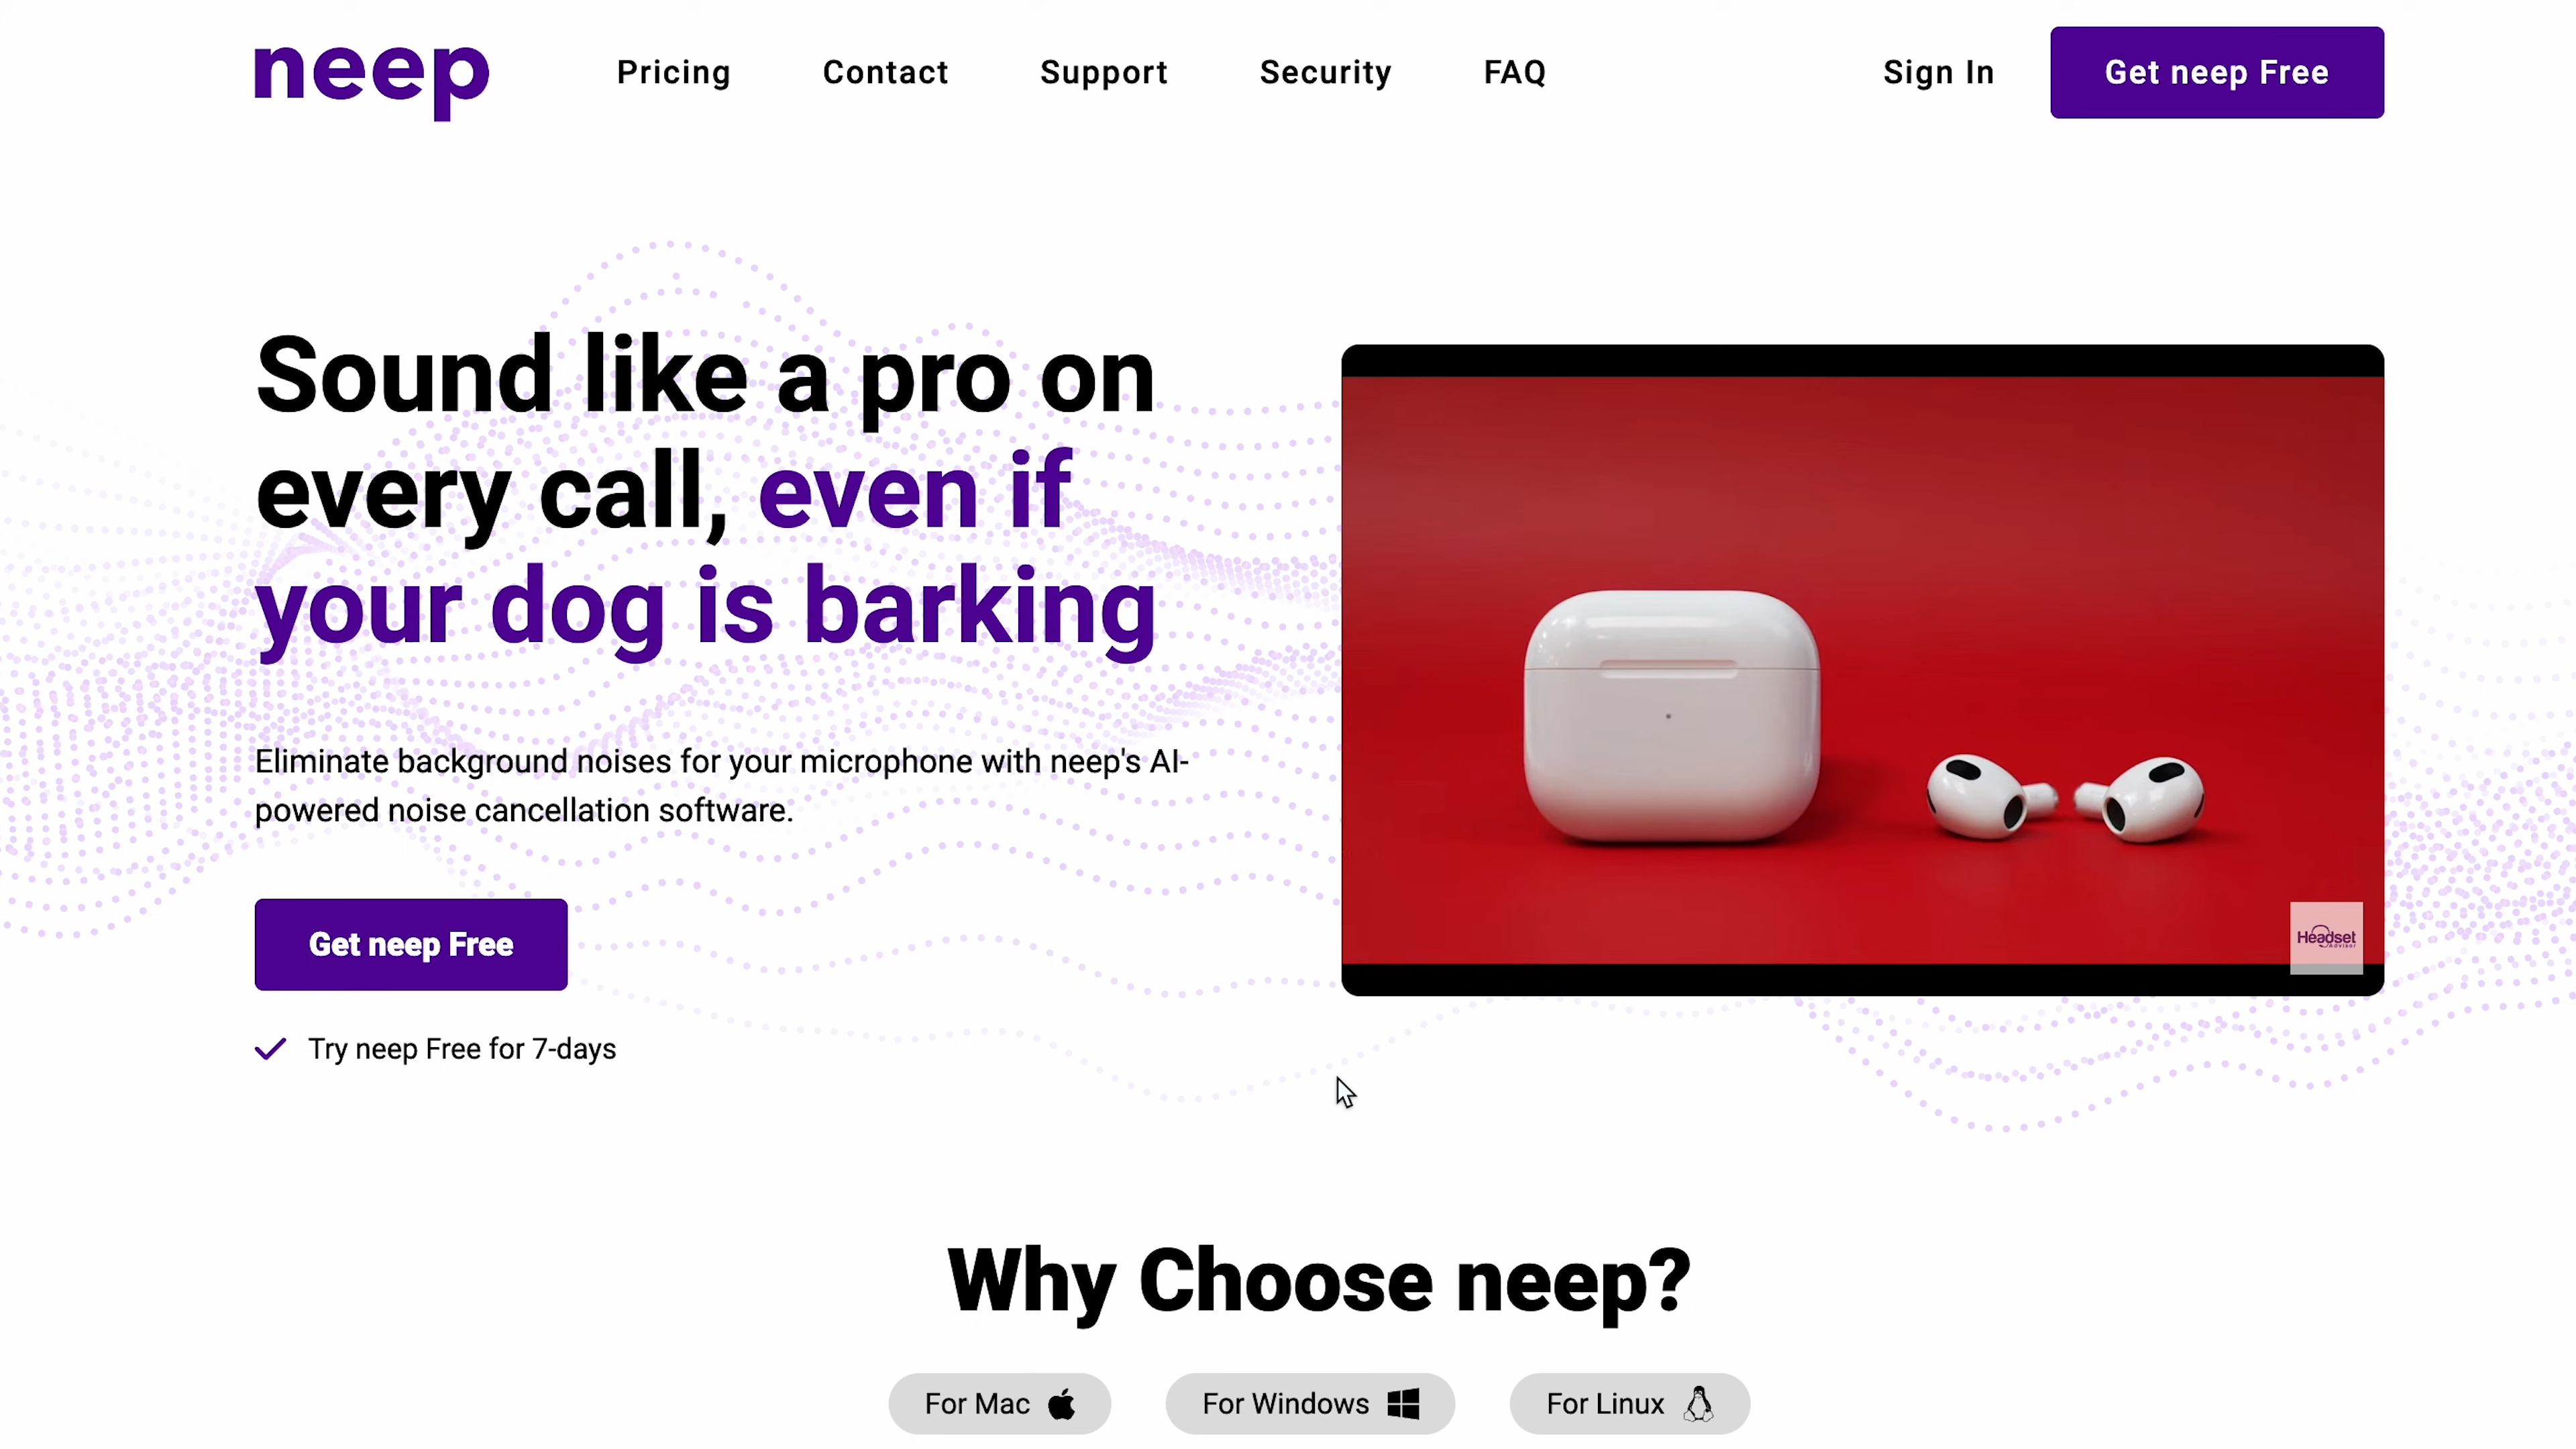 neep
Pricing
Contact
Support
Security
FAQ
Sign In
Get neep Free
Sound like a pro on
every call, even if
your dog is barking
Eliminate background noises for your microphone with neep's AI-
powered noise cancellation software.
Get neep Free
Try neep Free for 7-days
Headset
Advisor
Why Choose neep?
For Mac
For Windows
For Linux